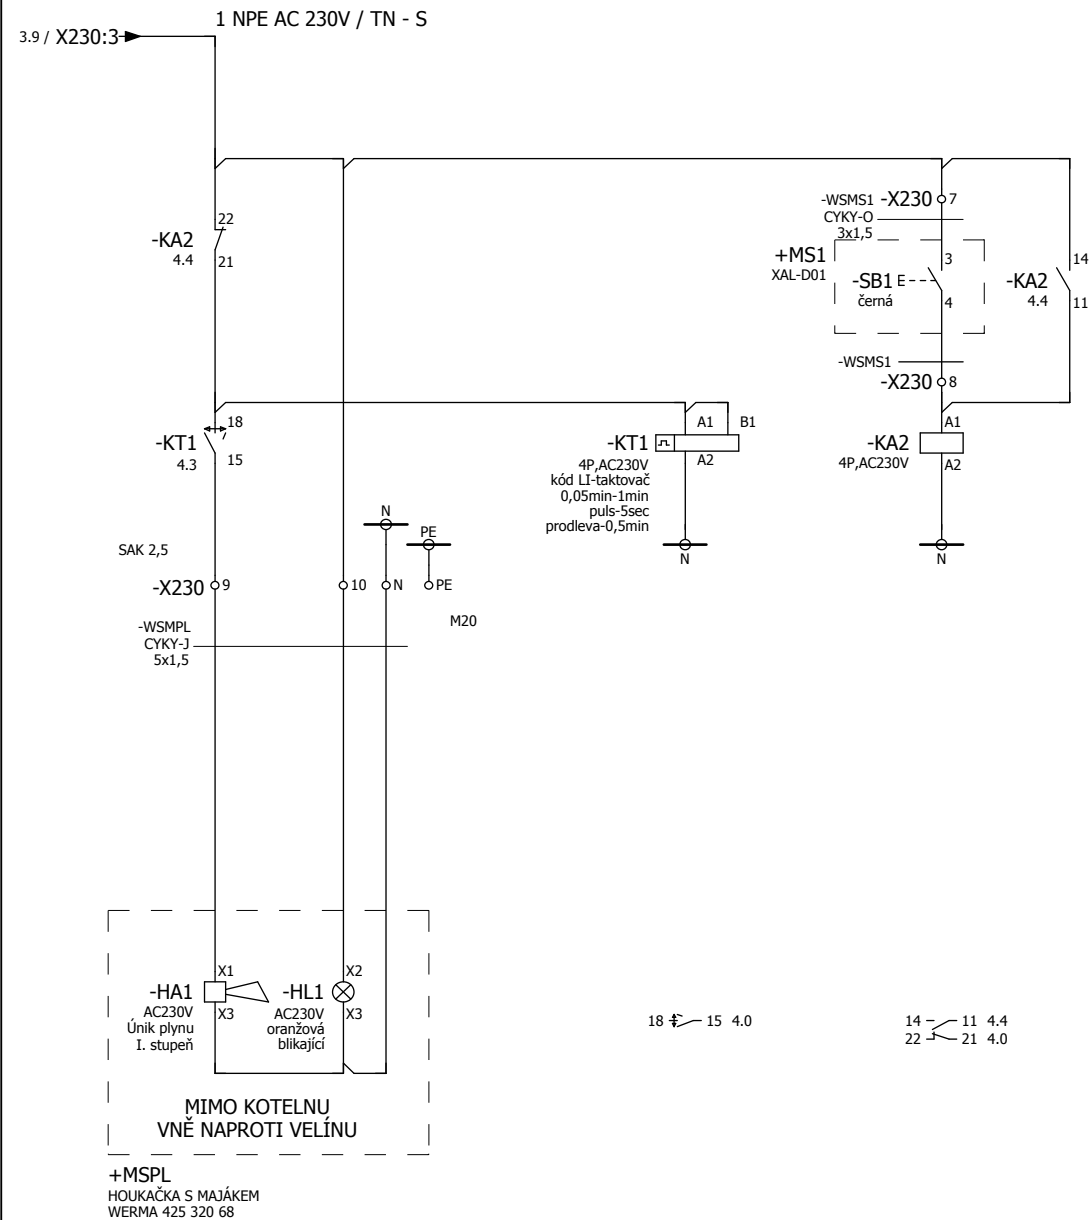 1 NPE AC 230V / TN - S
3.9 / X230:3
22
-KA2
4.4
21
-WSMS1
-X230
7
CYKY-O
3x1,5
+MS1
XAL-D01
3
-SB1
E
černá
4
14
-KA2
4.4
11
-WSMS1
-X230
8
18
-KT1
4.3
15
A1
B1
-KT1
A2
4P,AC230V
kód LI-taktovač
0,05min-1min
puls-5sec
prodleva-0,5min
N
A1
-KA2
4P,AC230V
A2
N
N
PE
SAK 2,5
-X230
9
10
N
PE
M20
-WSMPL
CYKY-J
5x1,5
X1
-HA1
AC230V
X3
Únik plynu
I. stupeň
X2
-HL1
AC230V
X3
oranžová
blikající
18 15 4.0
14 11 4.4
22 21 4.0
MIMO KOTELNU
VNĚ NAPROTI VELÍNU
+MSPL
HOUKAČKA S MAJÁKEM
WERMA 425 320 68